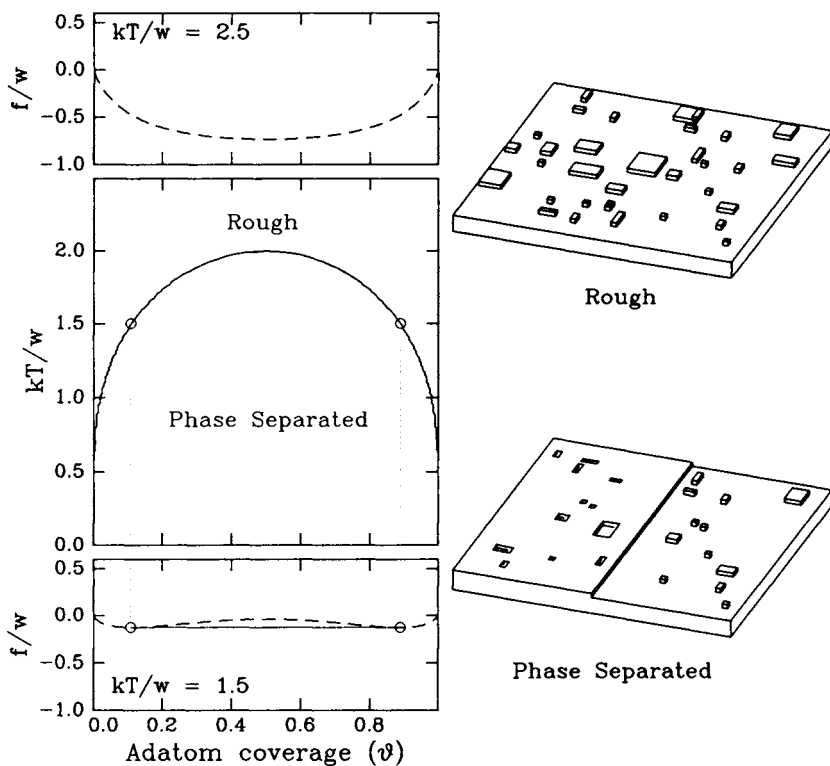 kT/w = 2.5
f/w
0.5
0.0
−0.5
−1.0
Rough
Phase Separated
kT/w
2.0
1.5
1.0
0.5
0.0
kT/w = 1.5
f/w
0.5
0.0
−0.5
−1.0
0.0 0.2 0.4 0.6 0.8
Adatom coverage (ϑ)
Rough
Phase Separated